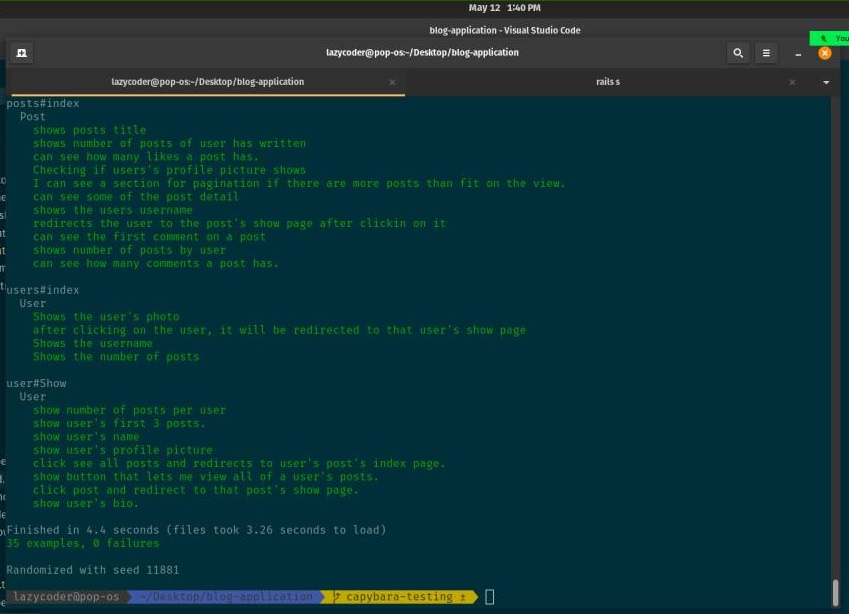 May 12 1:40 PM
blog-application - Visual Studio Code
You
lazycoder@pop-os:~/Desktop/blog-application
lazycoder@pop-os:~/Desktop/blog-application
rails s
posts#index
Post
shows posts title
shows number of posts of user has written
can see how many likes a post has.
Checking if users's profile picture shows
I can see a section for pagination if there are more posts than fit on the view.
can see some of the post detail
shows the users username
redirects the user to the post's show page after clickin on it
can see the first comment on a post
shows number of posts by user
can see how many comments a post has.
users#index
User
Shows the user's photo
after clicking on the user, it will be redirected to that user's show page
Shows the username
Shows the number of posts
user#Show
User
show number of posts per user
show user's first 3 posts.
show user's name
show user's profile picture
click see all posts and redirects to user's post's index page.
show button that lets me view all of a user's posts.
click post and redirect to that post's show page.
show user's bio.
Finished in 4.4 seconds (files took 3.26 seconds to load)
35 examples, 0 failures
Randomized with seed 11881
lazycoder@pop-os ~/Desktop/blog-application capybara-testing ±